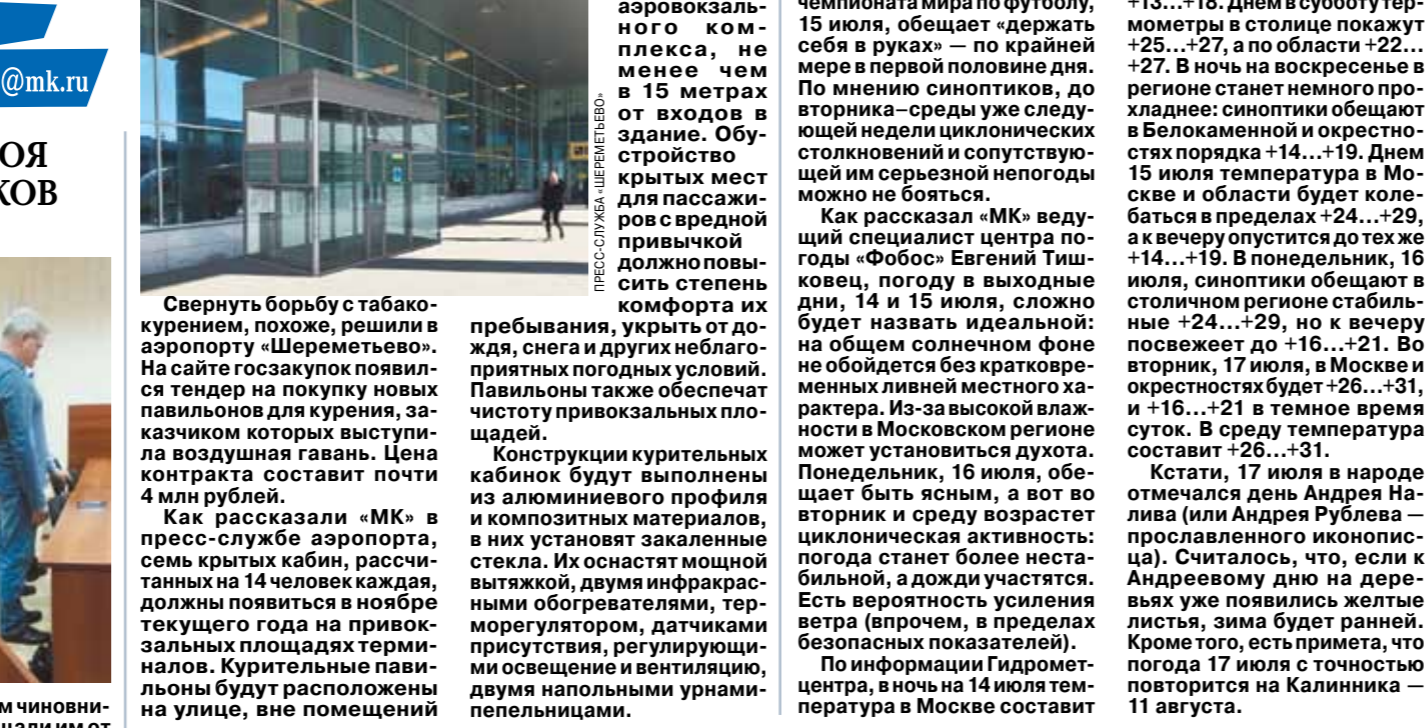 @mk.ru
ОЯ
КОВ
м чиновни-
Свернуть борьбу с табако-
курением, похоже, решили в
аэропорту «Шереметьево».
На сайте госзакупок появил-
ся тендер на покупку новых
павильонов для курения, за-
казчиком которых выступи-
ла воздушная гавань. Цена
контракта составит почти
4 млн рублей.
Как рассказали «МК» в
пресс-службе аэропорта,
семь крытых кабин, рассчи-
танных на 14 человек каждая,
должны появиться в ноябре
текущего года на привок-
зальных площадях терми-
налов. Курительные пави-
льоны будут расположены
на улице, вне помещений
аэровокзаль-
ного ком-
плекса, не
менее чем
в 15 метрах
от входов в
здание. Обу-
стройство
крытых мест
для пассажи-
ров с вредной
привычкой
должно повы-
сить степень
комфорта их
пребывания, укрыть от до-
ждя, снега и других неблаго-
приятных погодных условий.
Павильоны также обеспечат
чистоту привокзальных пло-
щадей.
Конструкции курительных
кабинок будут выполнены
из алюминиевого профиля
и композитных материалов,
в них установят закаленные
стекла. Их оснастят мощной
вытяжкой, двумя инфракрас-
ными обогревателями, тер-
морегулятором, датчиками
присутствия, регулирующи-
ми освещение и вентиляцию,
двумя напольными урнами-
пепельницами.
ПРЕСС-СЛУЖБА «ШЕРЕМЕТЬЕВО»
чемпионата мира по футболу,
15 июля, обещает «держать
себя в руках» — по крайней
мере в первой половине дня.
По мнению синоптиков, до
вторника–среды уже следу-
ющей недели циклонических
столкновений и сопутствую-
щей им серьезной непогоды
можно не бояться.
Как рассказал «МК» веду-
щий специалист центра по-
годы «Фобос» Евгений Тиш-
ковец, погоду в выходные
дни, 14 и 15 июля, сложно
будет назвать идеальной:
на общем солнечном фоне
не обойдется без кратковре-
менных ливней местного ха-
рактера. Из-за высокой влаж-
ности в Московском регионе
может установиться духота.
Понедельник, 16 июля, обе-
щает быть ясным, а вот во
вторник и среду возрастет
циклоническая активность:
погода станет более неста-
бильной, а дожди участятся.
Есть вероятность усиления
ветра (впрочем, в пределах
безопасных показателей).
По информации Гидромет-
центра, в ночь на 14 июля тем-
пература в Москве составит
+13...+18. Днем в субботу тер-
мометры в столице покажут
+25...+27, а по области +22...
+27. В ночь на воскресенье в
регионе станет немного про-
хладнее: синоптики обещают
в Белокаменной и окрестно-
стях порядка +14...+19. Днем
15 июля температура в Мо-
скве и области будет коле-
баться в пределах +24...+29,
а к вечеру опустится до тех же
+14...+19. В понедельник, 16
июля, синоптики обещают в
столичном регионе стабиль-
ные +24...+29, но к вечеру
посвежеет до +16...+21. Во
вторник, 17 июля, в Москве и
окрестностях будет +26...+31,
и +16...+21 в темное время
суток. В среду температура
составит +26...+31.
Кстати, 17 июля в народе
отмечался день Андрея На-
лива (или Андрея Рублева —
прославленного иконопис-
ца). Считалось, что, если к
Андреевому дню на дере-
вьях уже появились желтые
листья, зима будет ранней.
Кроме того, есть примета, что
погода 17 июля с точностью
повторится на Калинника —
11 августа.